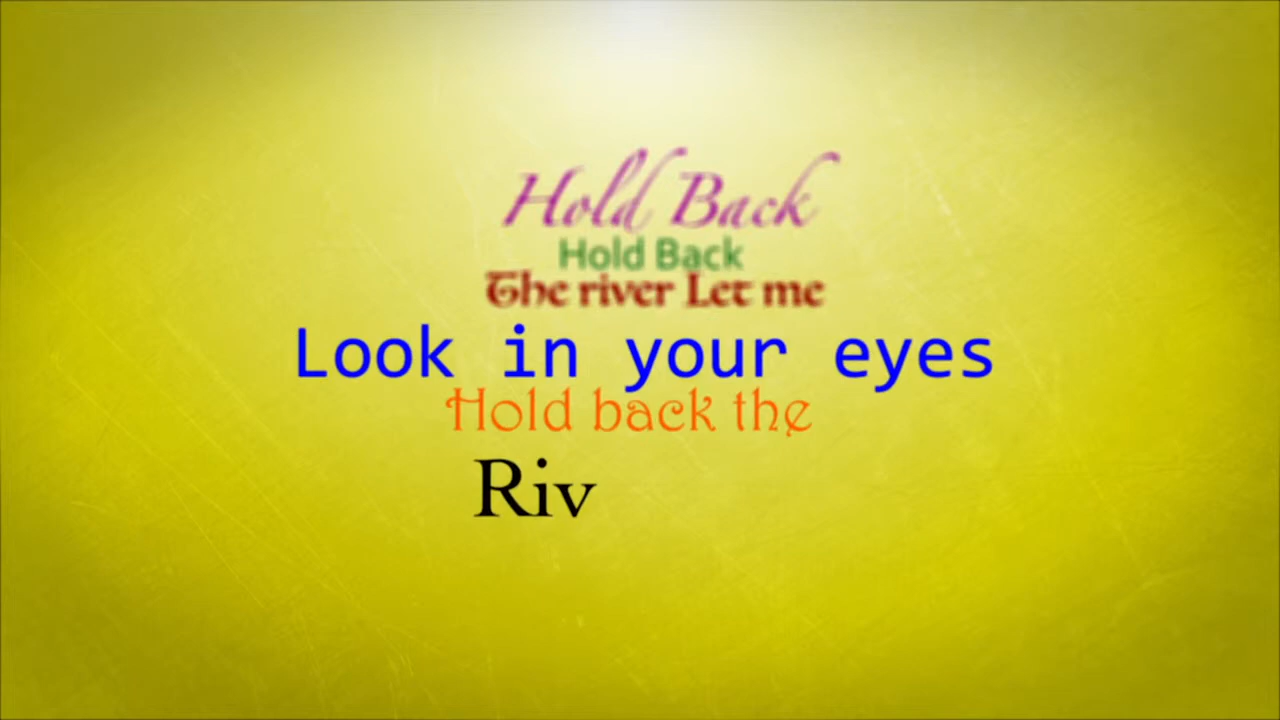 Hold Back
Hold Back
The river Let me
Look in your eyes
Hold back the
Riv